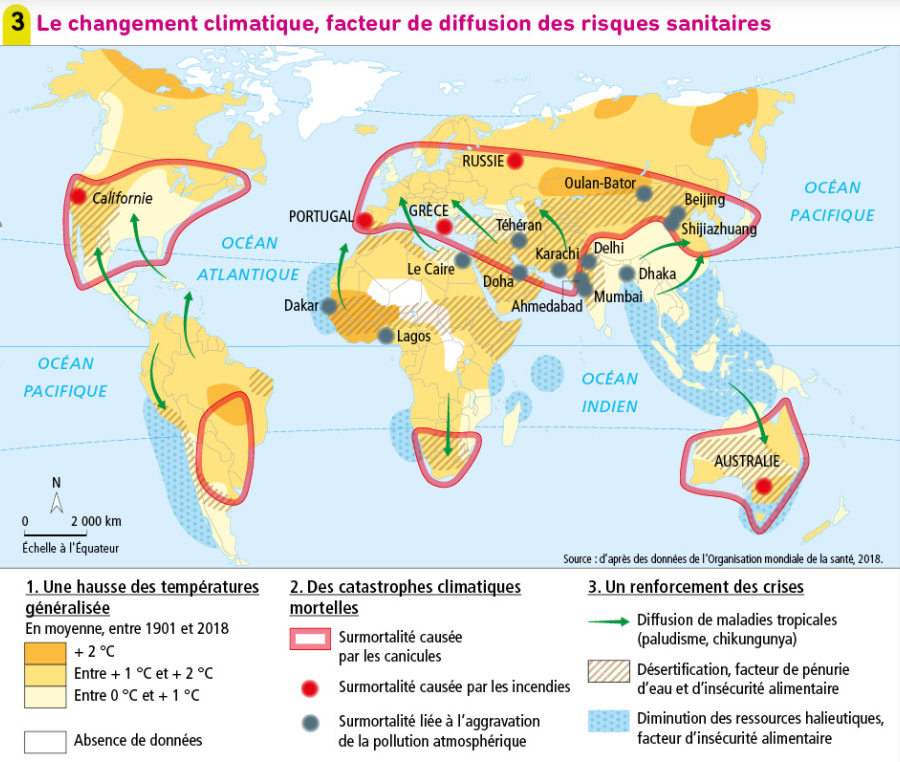 3 Le changement climatique, facteur de diffusion des risques sanitaires
RUSSIE
Oulan-Bator
Beijing
Shijiazhuang
OCÉAN
PACIFIQUE
Californie
PORTUGAL
GRÈCE
Téhéran
Karachi
Delhi
OCÉAN
ATLANTIQUE
Le Caire
Doha
Dhaka
Ahmedabad
Mumbai
Dakar
Lagos
OCÉAN
PACIFIQUE
OCÉAN
INDIEN
AUSTRALIE
N
0 2 000 km
Échelle à l'Équateur
Source : d'après des données de l'Organisation mondiale de la santé, 2018.
1. Une hausse des températures
généralisée
En moyenne, entre 1901 et 2018
+ 2 °C
Entre + 1 °C et + 2 °C
Entre 0 °C et + 1 °C
Absence de données
2. Des catastrophes climatiques
mortelles
Surmortalité causée
par les canicules
Surmortalité causée par les incendies
Surmortalité liée à l'aggravation
de la pollution atmosphérique
3. Un renforcement des crises
Diffusion de maladies tropicales
(paludisme, chikungunya)
Désertification, facteur de pénurie
d'eau et d'insécurité alimentaire
Diminution des ressources halieutiques,
facteur d'insécurité alimentaire